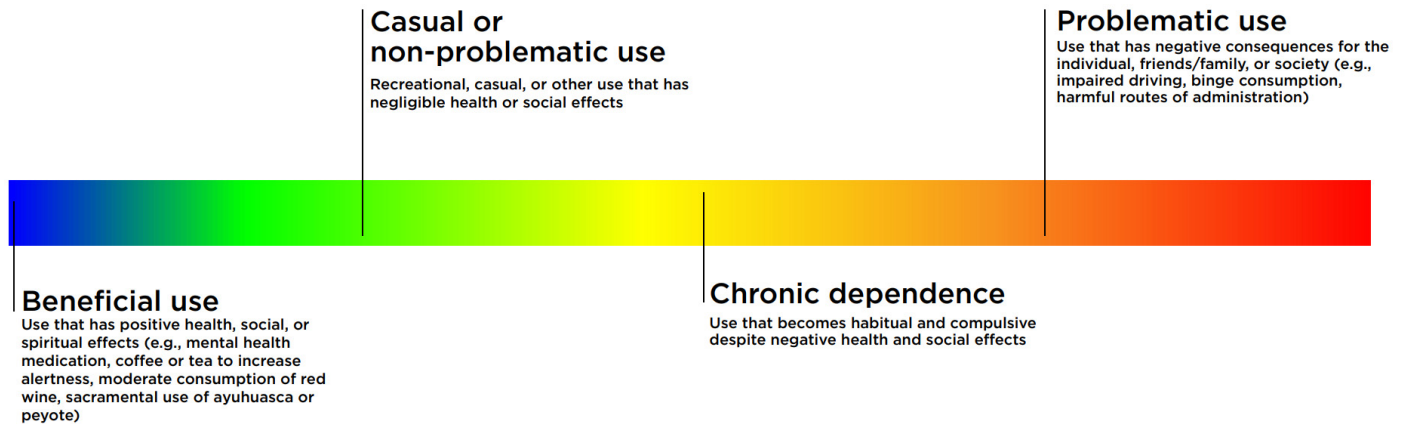 Casual or
non-problematic use
Recreational, casual, or other use that has
negligible health or social effects
Problematic use
Use that has negative consequences for the
individual, friends/family, or society (e.g.,
impaired driving, binge consumption,
harmful routes of administration)
Beneficial use
Use that has positive health, social, or
spiritual effects (e.g., mental health
medication, coffee or tea to increase
alertness, moderate consumption of red
wine, sacramental use of ayuhuasca or
peyote)
Chronic dependence
Use that becomes habitual and compulsive
despite negative health and social effects